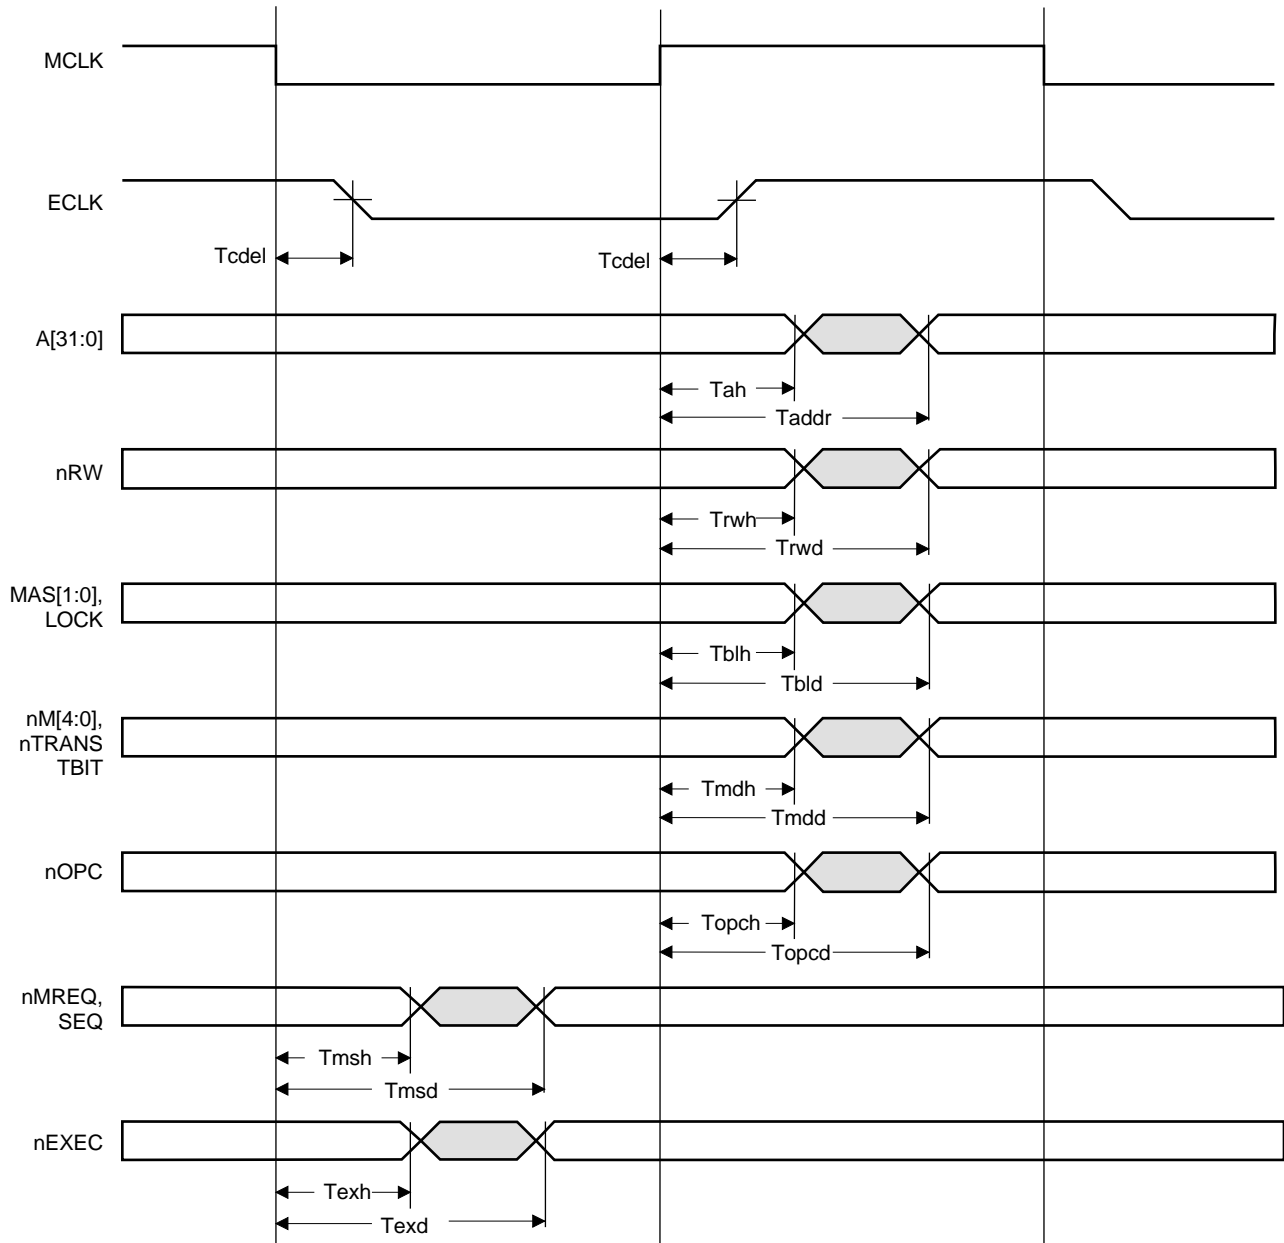 MCLK
ECLK
Tcdel
Tcdel
A[31:0]
Tah
Taddr
nRW
Trwh
Trwd
MAS[1:0],
LOCK
Tblh
Tbld
nM[4:0],
nTRANS
TBIT
Tmdh
Tmdd
nOPC
Topch
Topcd
nMREQ,
SEQ
Tmsh
Tmsd
nEXEC
Texh
Texd